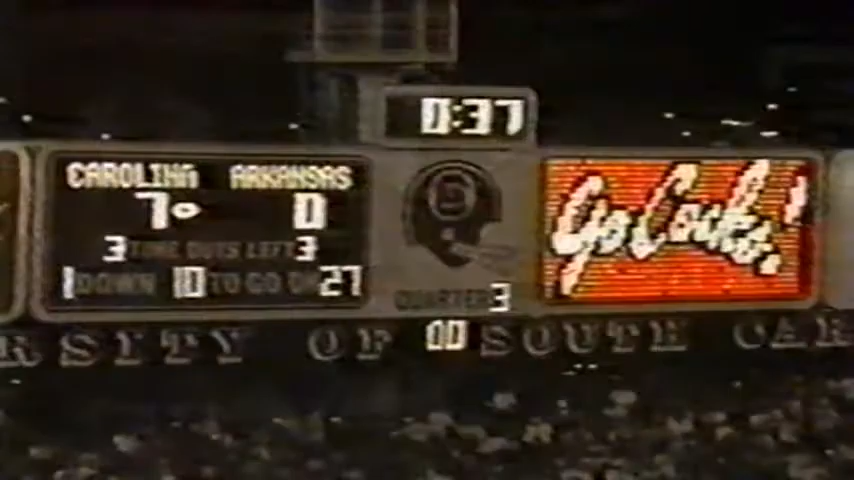 0:37
CAROLINA ARKANSAS
7 0
3 TIME OUTS LEFT 3
1 DOWN 10 TO GO ON 27
QUARTER 3
Go Cocks!
00
RSITY OF SOUTH CAR